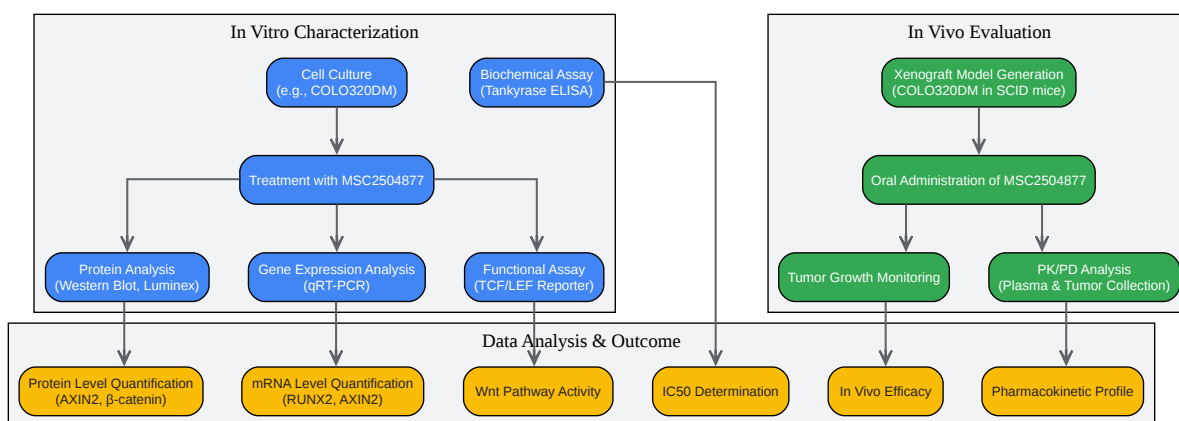 In Vitro Characterization
Cell Culture
(e.g., COLO320DM)
Biochemical Assay
(Tankyrase ELISA)
Treatment with MSC2504877
Protein Analysis
(Western Blot, Luminex)
Gene Expression Analysis
(qRT-PCR)
Functional Assay
(TCF/LEF Reporter)
In Vivo Evaluation
Xenograft Model Generation
(COLO320DM in SCID mice)
Oral Administration of MSC2504877
Tumor Growth Monitoring
PK/PD Analysis
(Plasma & Tumor Collection)
Data Analysis & Outcome
Protein Level Quantification
(AXIN2, β-catenin)
mRNA Level Quantification
(RUNX2, AXIN2)
Wnt Pathway Activity
IC50 Determination
In Vivo Efficacy
Pharmacokinetic Profile